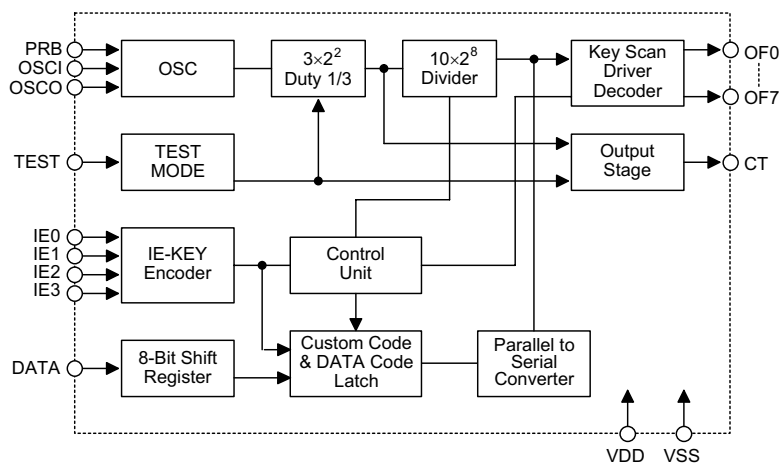 PRB
OSCI
OSCO
OSC
3×2²
Duty 1/3
10×2⁸
Divider
Key Scan
Driver
Decoder
OF0
OF7
TEST
TEST
MODE
Output
Stage
CT
IE0
IE1
IE2
IE3
IE-KEY
Encoder
Control
Unit
DATA
8-Bit Shift
Register
Custom Code
& DATA Code
Latch
Parallel to
Serial
Converter
VDD
VSS